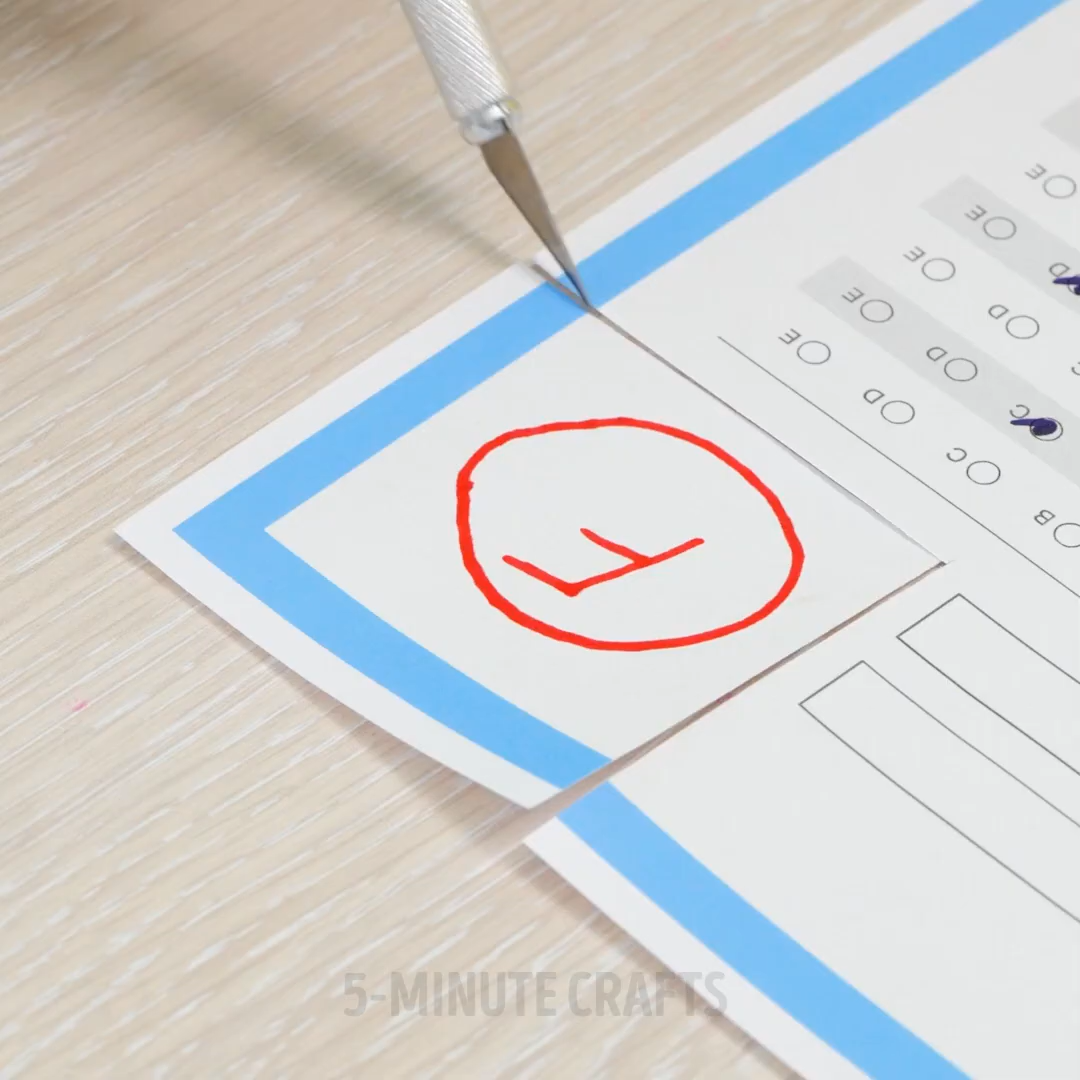 F
B C D E
C D E
C D E
D E
E
5-MINUTE CRAFTS